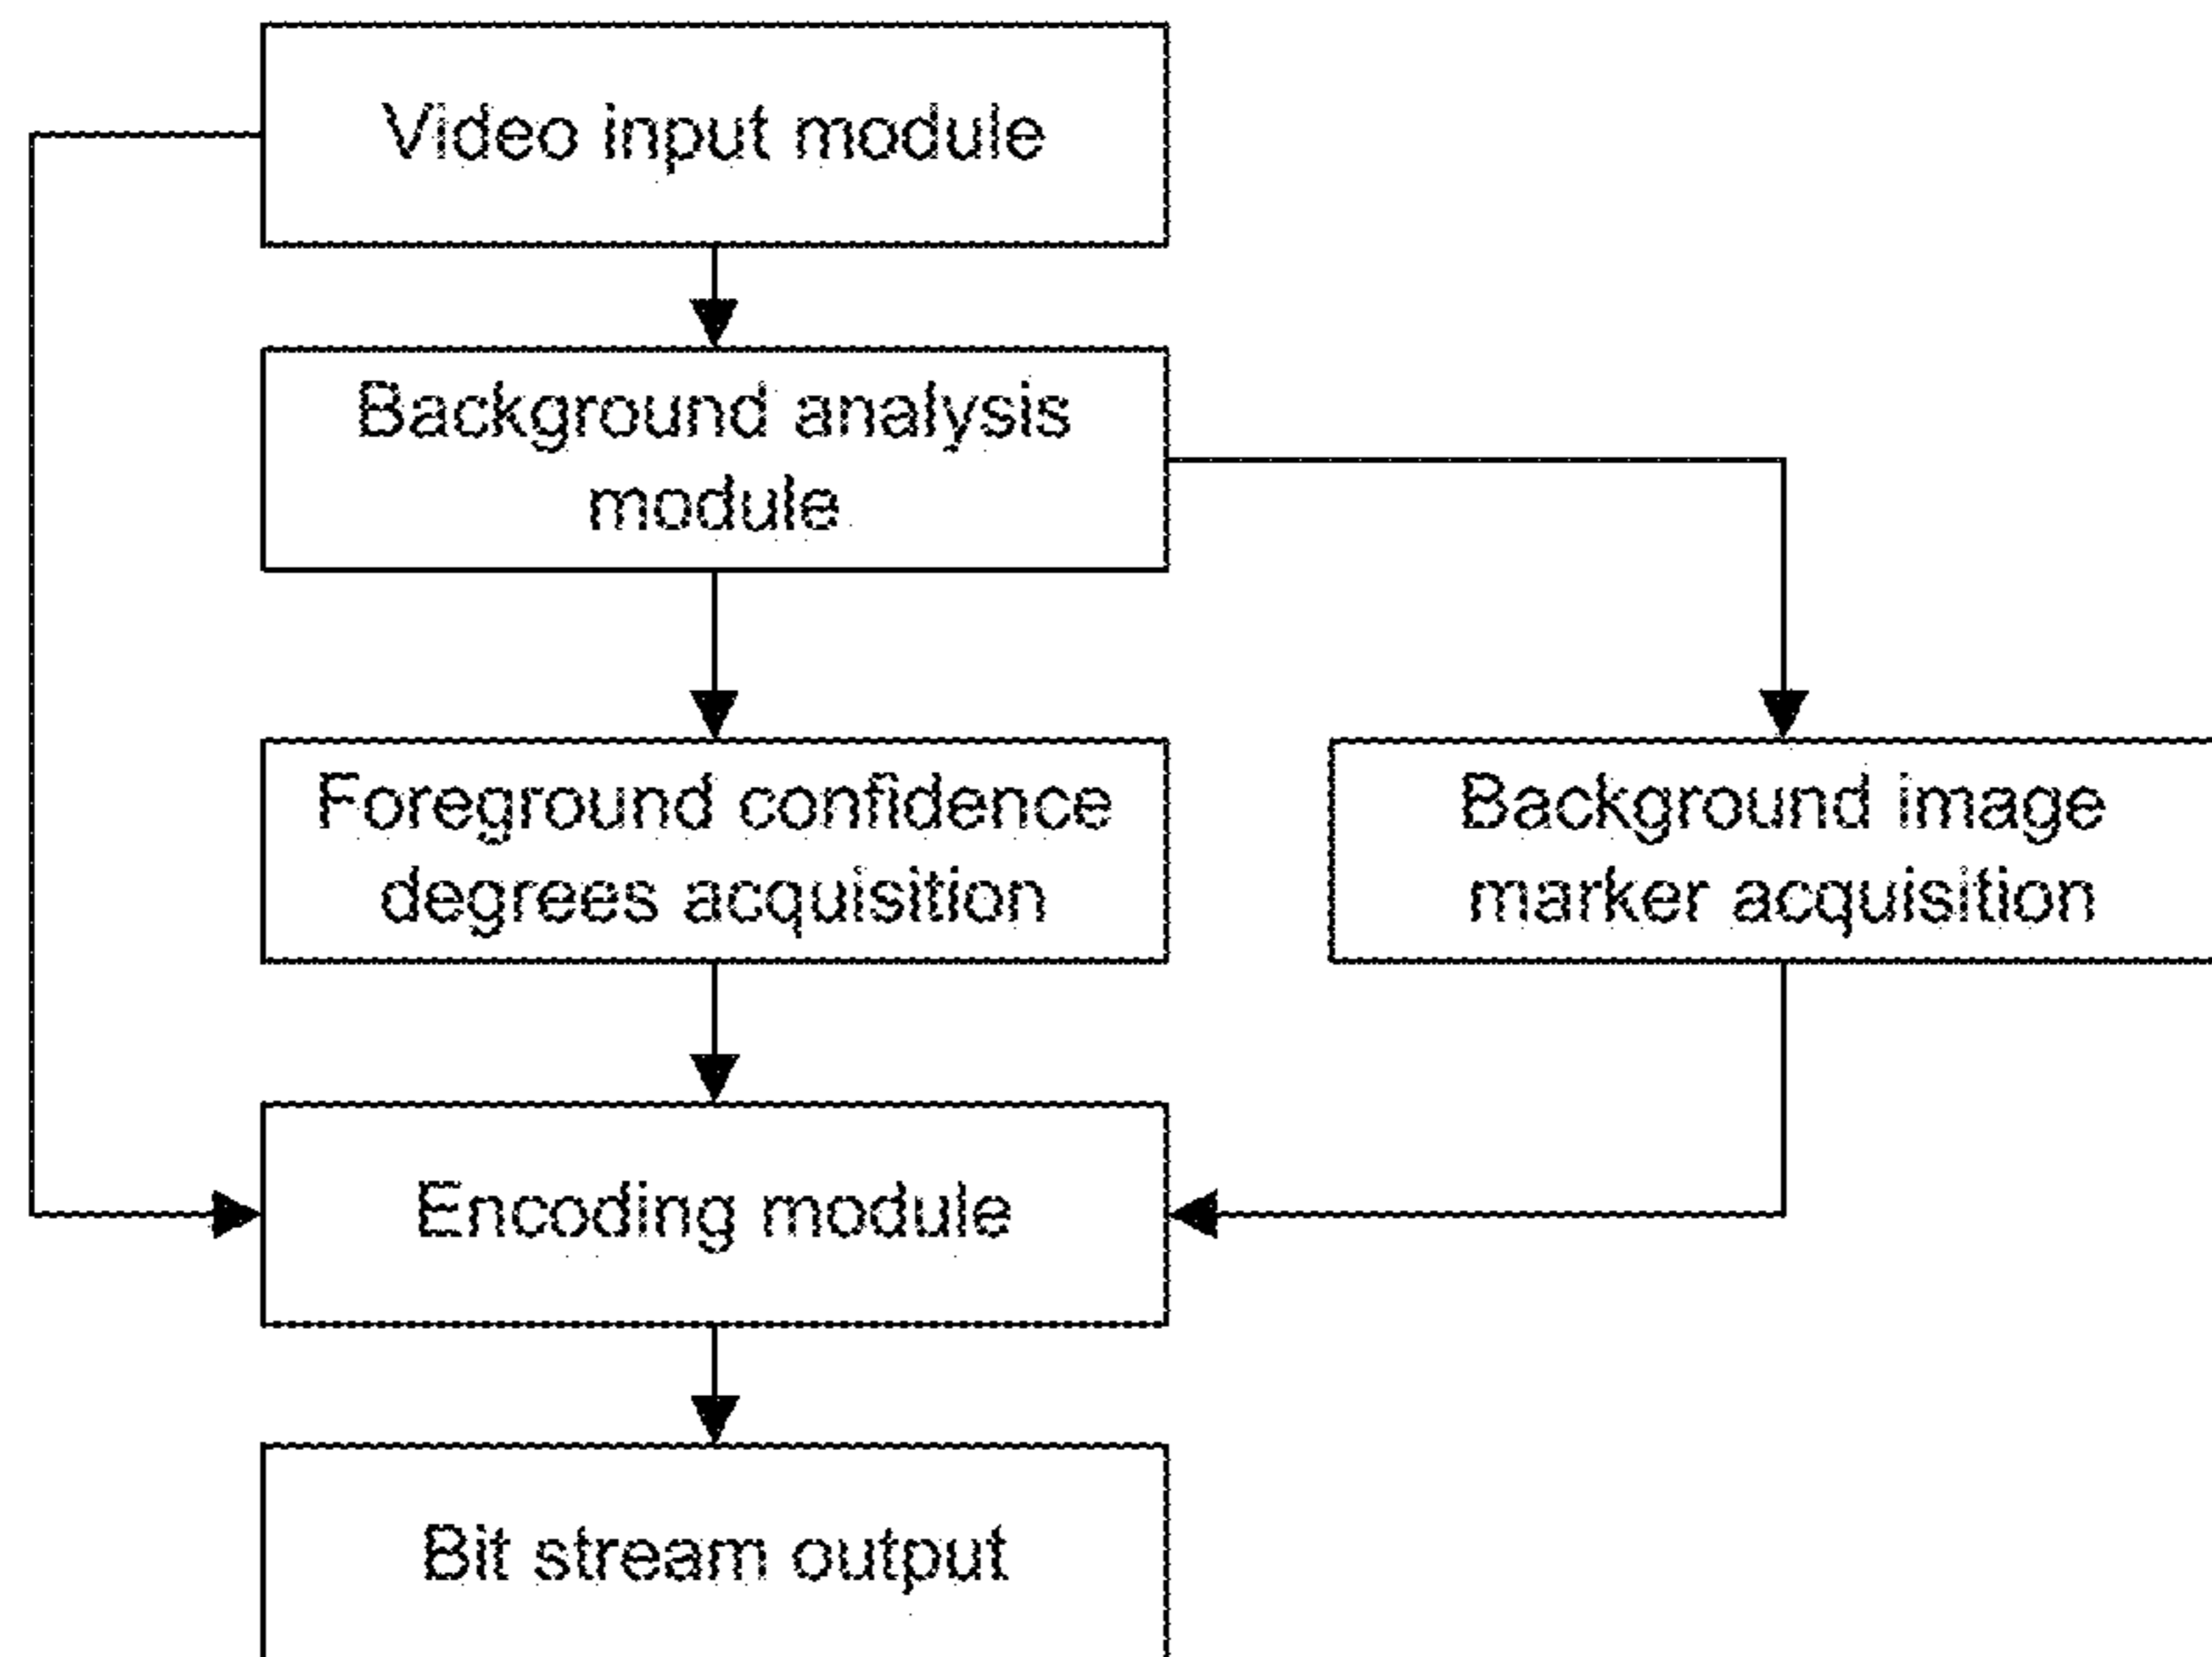 Video input module
Background analysis
module
Foreground confidence
degrees acquisition
Background image
marker acquisition
Encoding module
Bit stream output